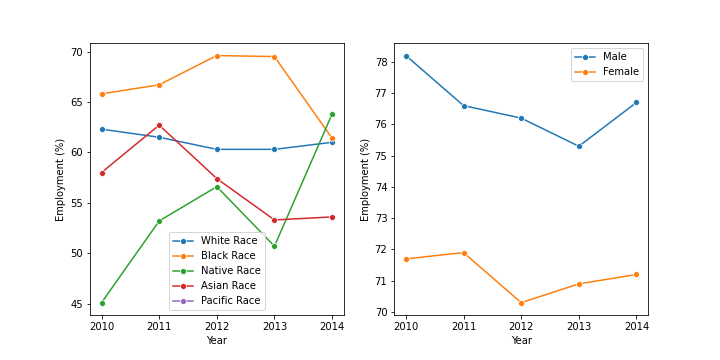 70
65
60
55
50
45
Employment (%)
2010 2011 2012 2013 2014
Year
White Race
Black Race
Native Race
Asian Race
Pacific Race
78
77
76
75
74
73
72
71
70
Employment (%)
2010 2011 2012 2013 2014
Year
Male
Female